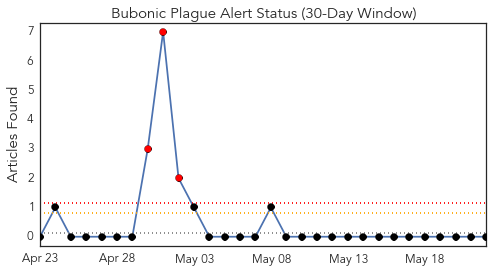 Bubonic Plague Alert Status (30-Day Window)
Articles Found
7
6
5
4
3
2
1
0
Apr 23
Apr 28
May 03
May 08
May 13
May 18